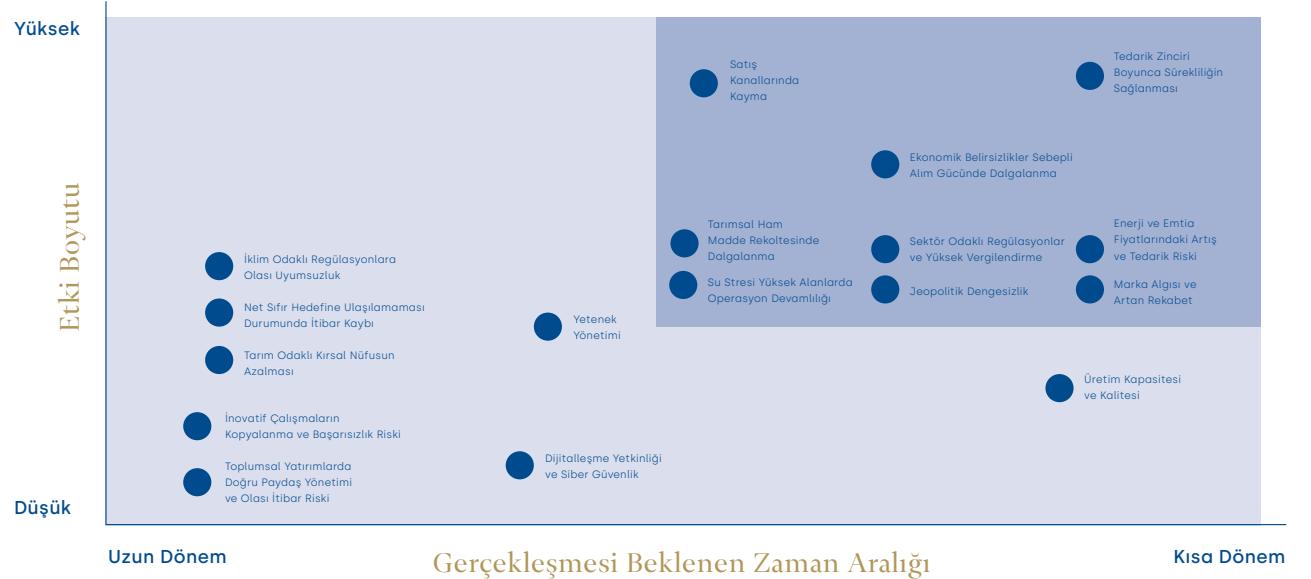 Yüksek
Etki Boyutu
Düşük
Satış
Kanallarında
Kayma
Tedarik Zinciri
Boyunca Sürekliliğin
Sağlanması
Ekonomik Belirsizlikler Sebepli
Alım Gücünde Dalgalanma
Tarımsal Ham
Madde Rekoltesinde
Dalgalanma
Sektör Odaklı Regülasyonlar
ve Yüksek Vergilendirme
Enerji ve Emtia
Fiyatlarındaki Artış
ve Tedarik Riski
Su Stresi Yüksek Alanlarda
Operasyon Devamlılığı
Jeopolitik Dengesizlik
Marka Algısı ve
Artan Rekabet
İklim Odaklı Regülasyonlara
Olası Uyumsuzluk
Net Sıfır Hedefine Ulaşılamaması
Durumunda İtibar Kaybı
Tarım Odaklı Kırsal Nüfusun
Azalması
Yetenek
Yönetimi
Üretim Kapasitesi
ve Kalitesi
İnovatif Çalışmaların
Kopyalanma ve Başarısızlık Riski
Toplumsal Yatırımlarda
Doğru Paydaş Yönetimi
ve Olası İtibar Riski
Dijitalleşme Yetkinliği
ve Siber Güvenlik
Uzun Dönem
Gerçekleşmesi Beklenen Zaman Aralığı
Kısa Dönem